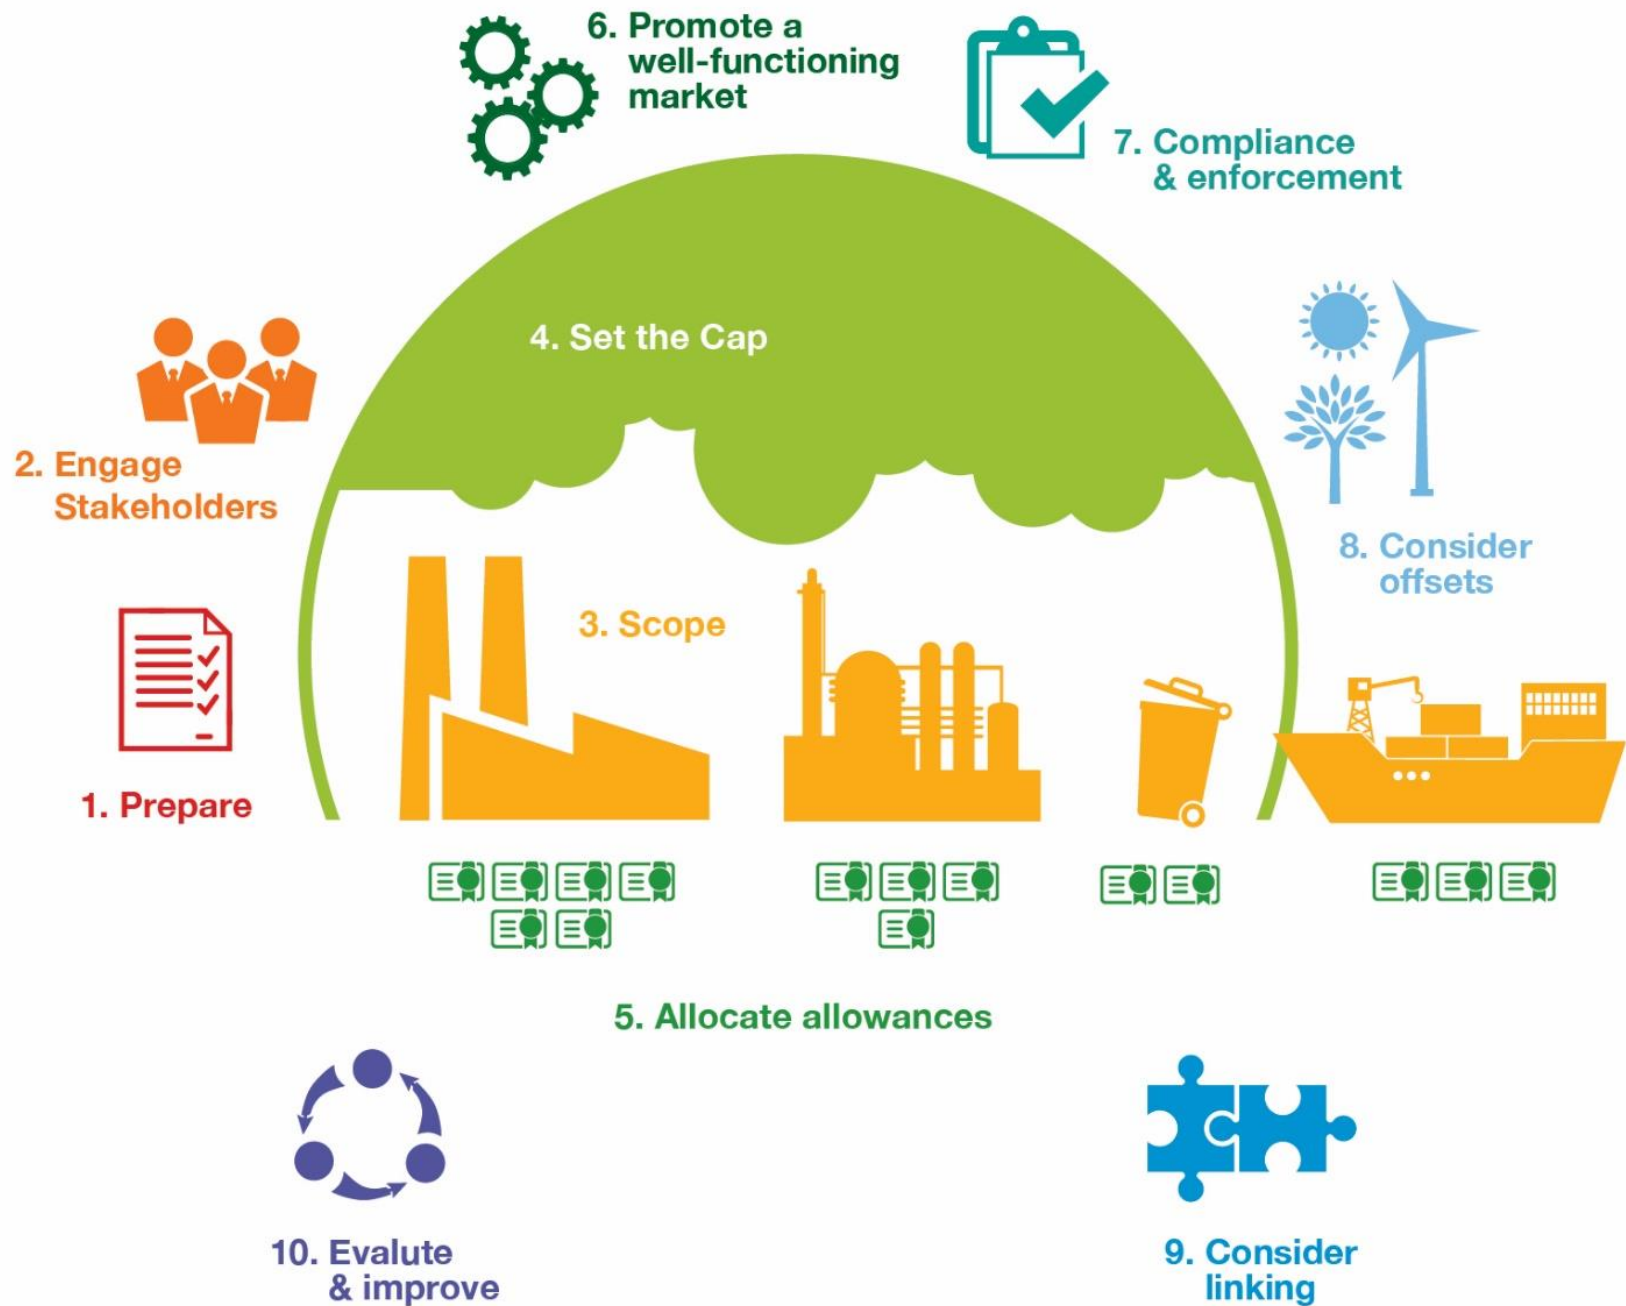 6. Promote a
well-functioning
market
7. Compliance
& enforcement
4. Set the Cap
2. Engage
Stakeholders
8. Consider
offsets
3. Scope
1. Prepare
5. Allocate allowances
10. Evalute
& improve
9. Consider
linking